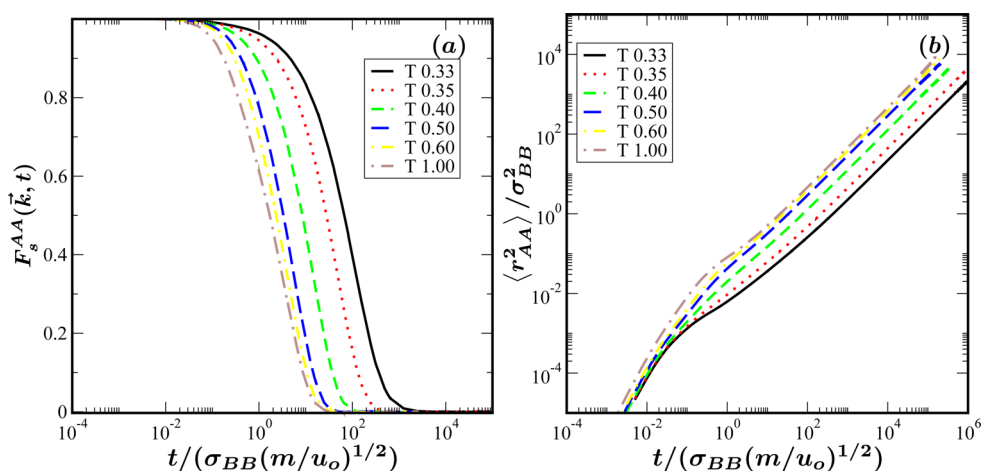 (a)
T 0.33
T 0.35
T 0.40
T 0.50
T 0.60
T 1.00
0.8
0.6
0.4
0.2
0
10^-4
10^-2
10^0
10^2
10^4
F_s^{AA}(\vec{k}, t)
t/(σ_{BB}(m/u_o)^{1/2})
(b)
T 0.33
T 0.35
T 0.40
T 0.50
T 0.60
T 1.00
10^4
10^2
10^0
10^-2
10^-4
10^-4
10^-2
10^0
10^2
10^4
10^6
⟨r_{AA}^2⟩/σ_{BB}^2
t/(σ_{BB}(m/u_o)^{1/2})